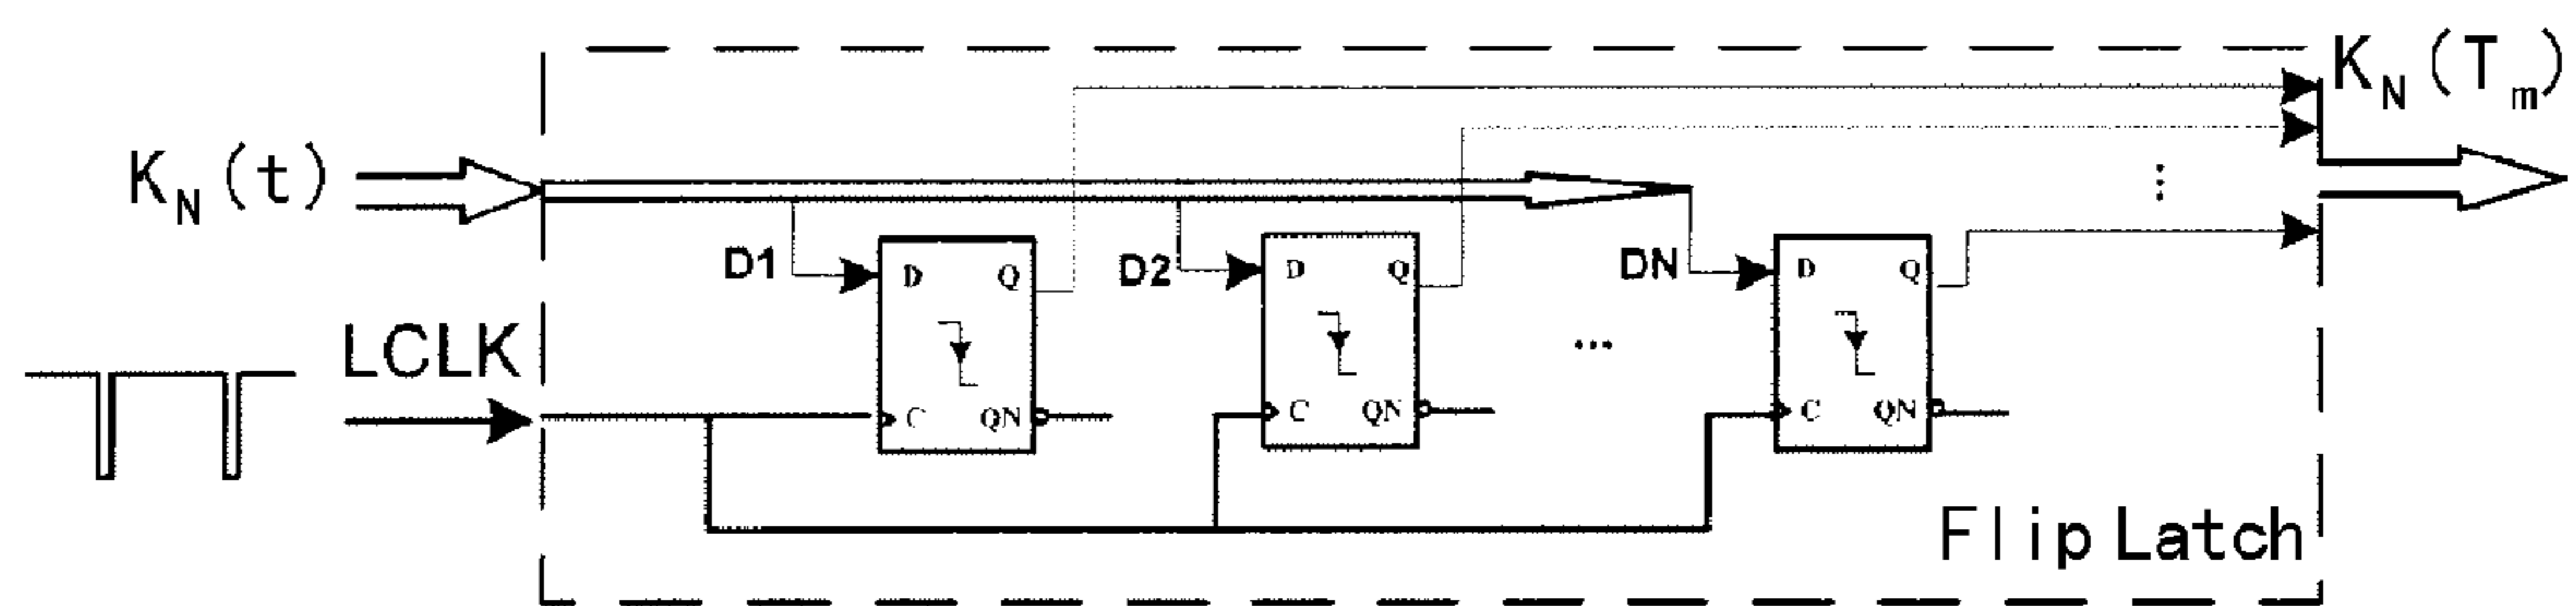 K_N(T_m)
K_N(t)
D1 D Q D2 D Q DN D Q
⋮
LCLK
...
C QN C QN C QN
Flip Latch